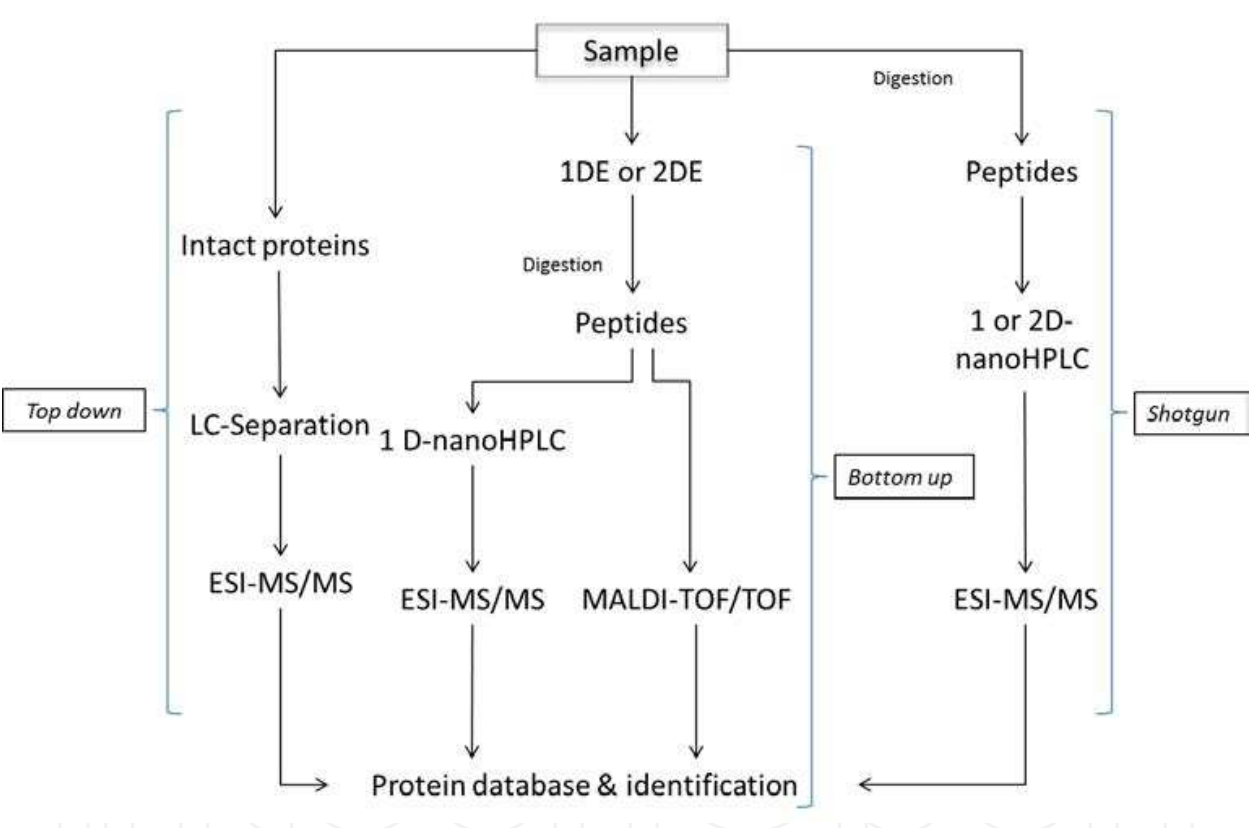 Sample
Digestion
1DE or 2DE
Peptides
Intact proteins
Digestion
Peptides
1 or 2D-
nanoHPLC
Top down
LC-Separation
1 D-nanoHPLC
Shotgun
Bottom up
ESI-MS/MS
ESI-MS/MS
MALDI-TOF/TOF
ESI-MS/MS
Protein database & identification